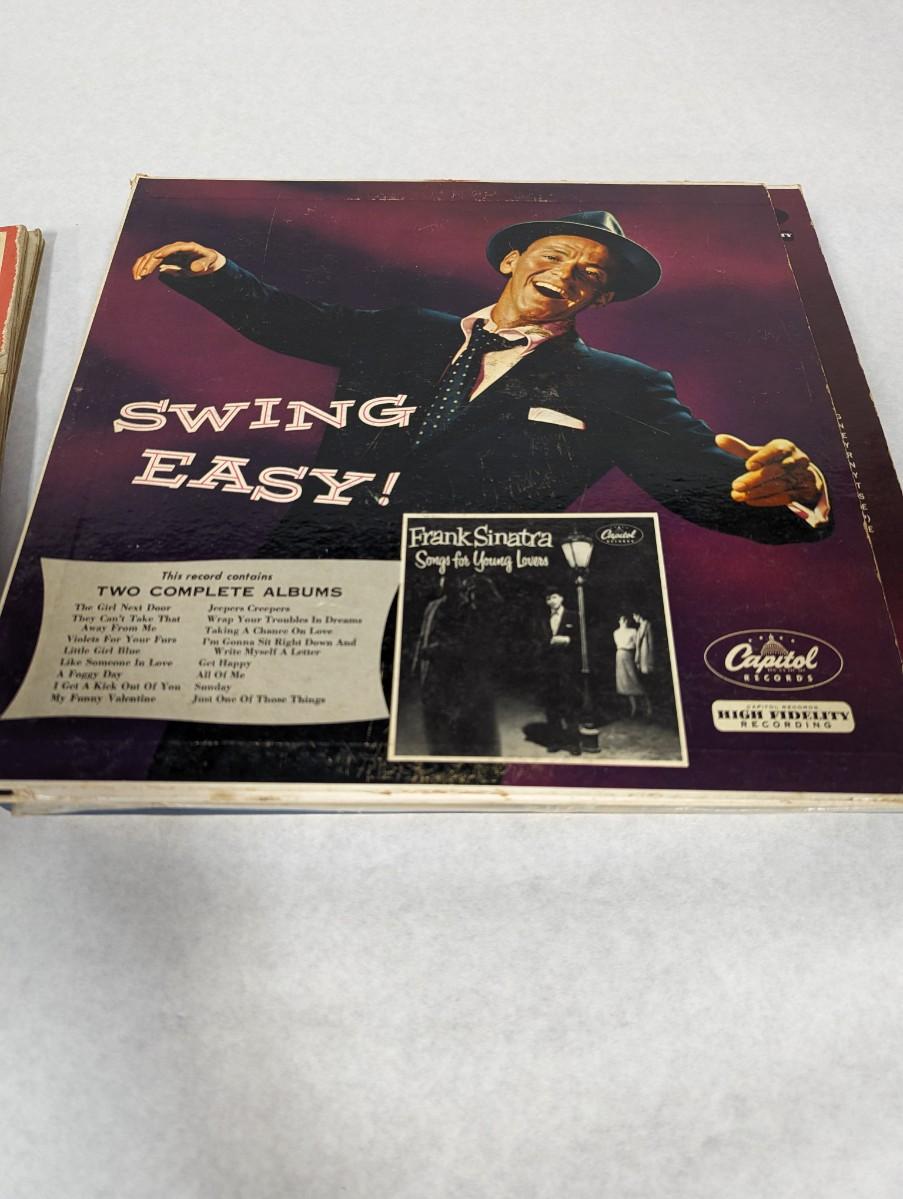 SWING
EASY!
This record contains
TWO COMPLETE ALBUMS
The Girl Next Door
They Can't Take That
Away From Me
Violets For Your Furs
Little Girl Blue
Like Someone In Love
A Foggy Day
I Get A Kick Out Of You
My Funny Valentine
Jeepers Creepers
Wrap Your Troubles In Dreams
Taking A Chance On Love
I'm Gonna Sit Right Down And
Write Myself A Letter
Get Happy
All Of Me
Sunday
Just One Of Those Things
Frank Sinatra
Songs for Young Lovers
Capitol
RECORDS
Capitol
RECORDS
CAPITOL RECORDS
HIGH FIDELITY
RECORDING